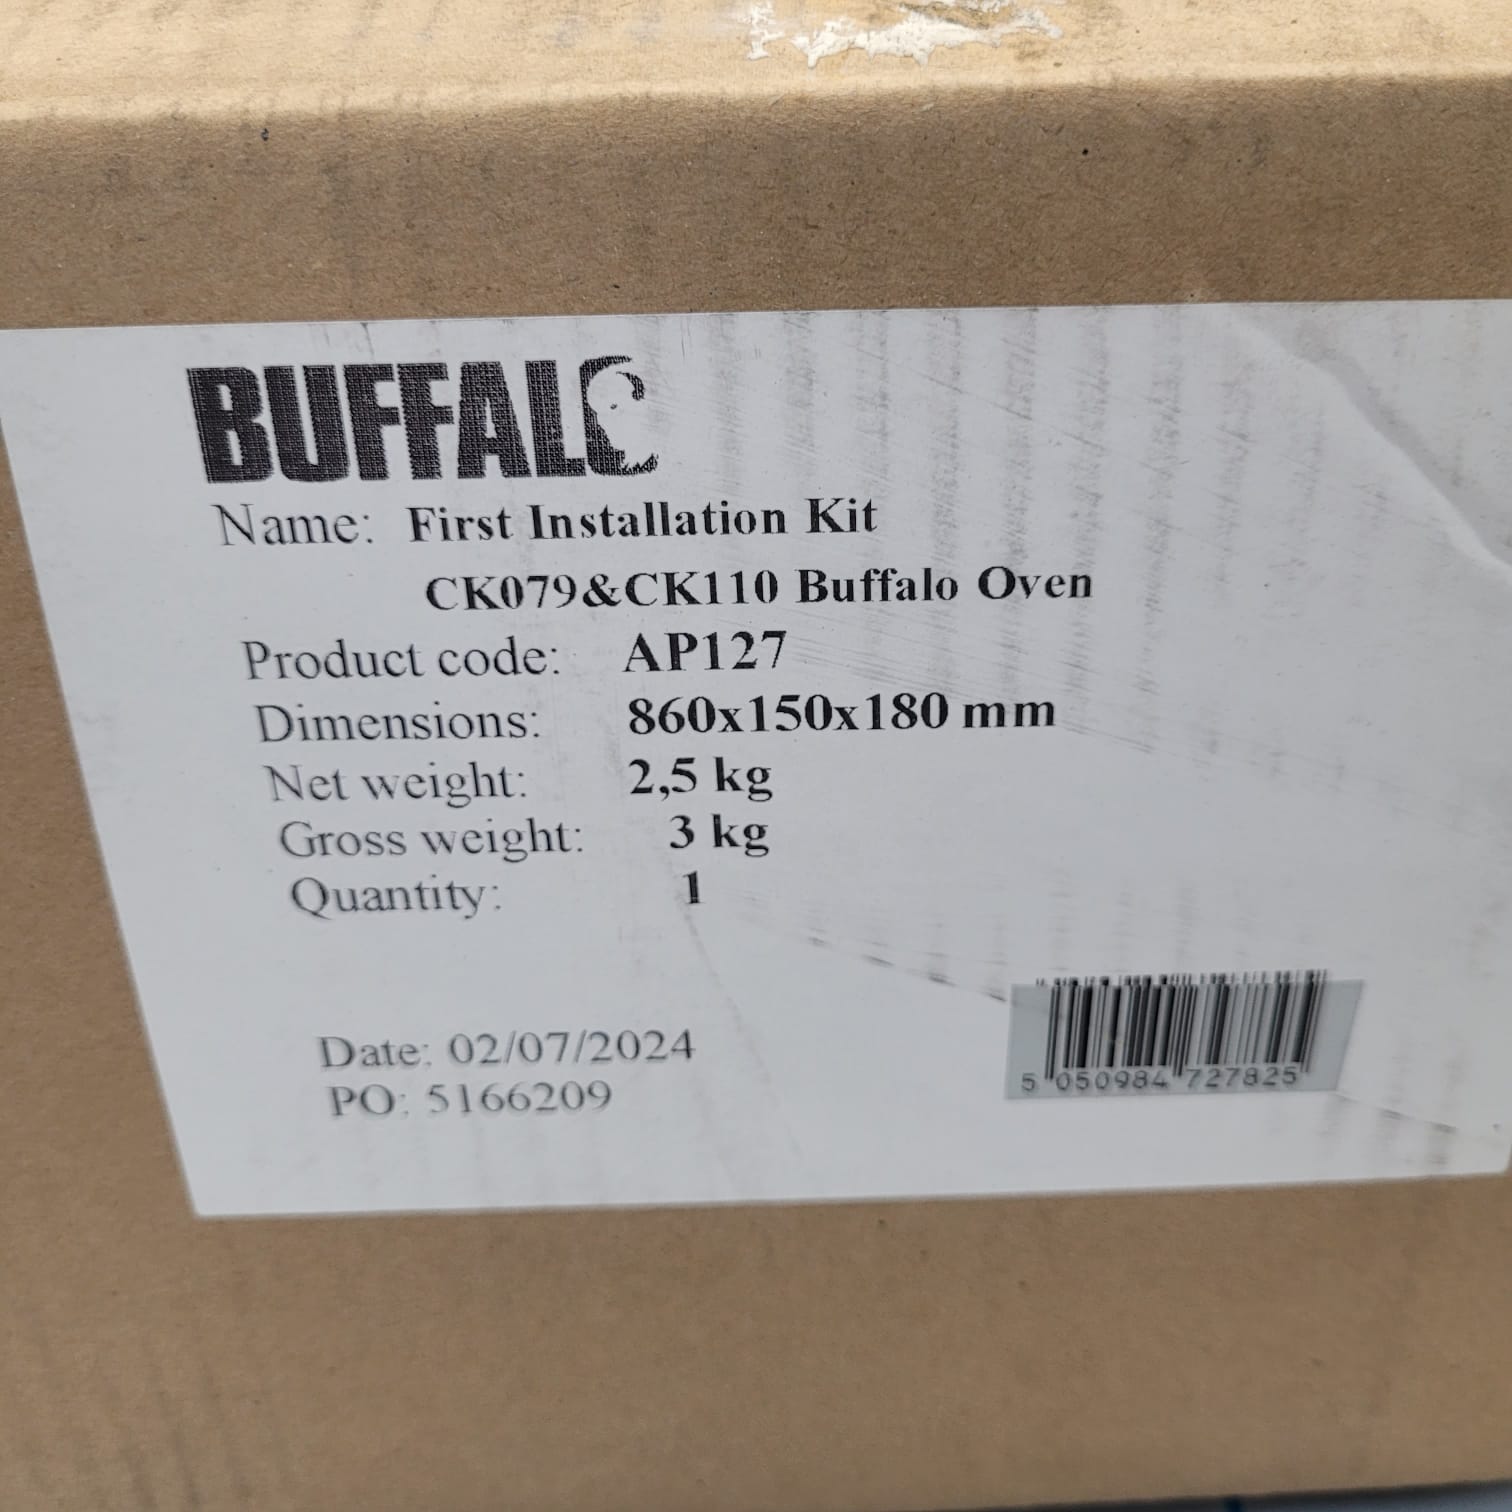 BUFFALO
Name: First Installation Kit
CK079&CK110 Buffalo Oven
Product code: AP127
Dimensions: 860x150x180 mm
Net weight: 2,5 kg
Gross weight: 3 kg
Quantity: 1
Date: 02/07/2024
PO: 5166209
5 050984 727825